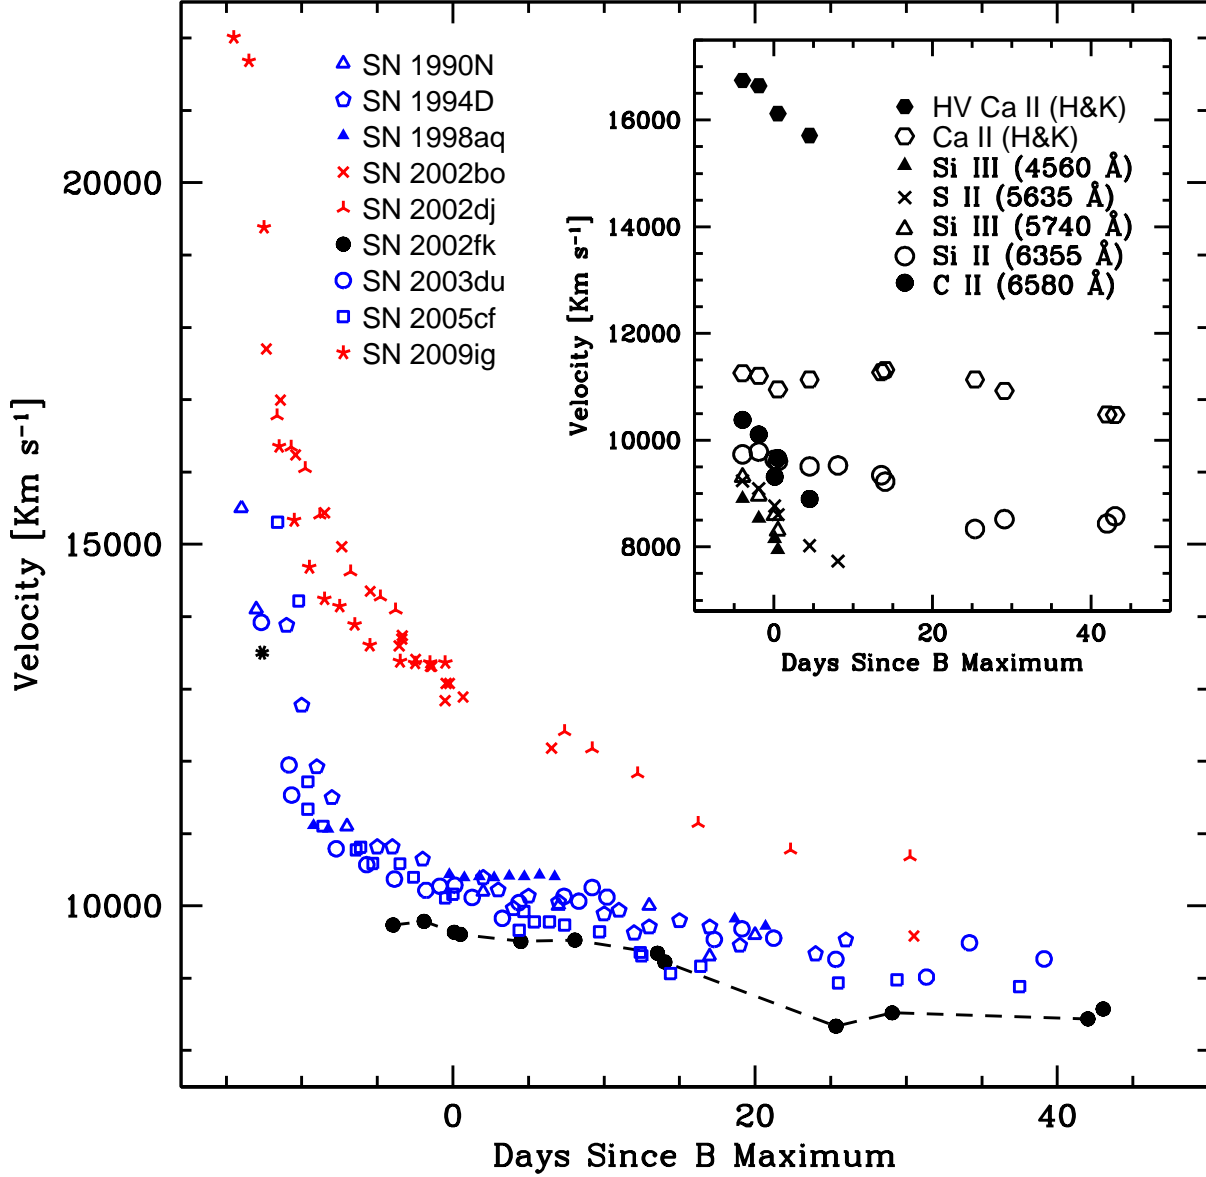 SN 1990N
SN 1994D
SN 1998aq
SN 2002bo
SN 2002dj
SN 2002fk
SN 2003du
SN 2005cf
SN 2009ig
20000
15000
10000
Velocity [Km s⁻¹]
0
20
40
Days Since B Maximum
HV Ca II (H&K)
Ca II (H&K)
Si III (4560 Å)
S II (5635 Å)
Si III (5740 Å)
Si II (6355 Å)
C II (6580 Å)
16000
14000
12000
10000
8000
Velocity [Km s⁻¹]
0
20
40
Days Since B Maximum